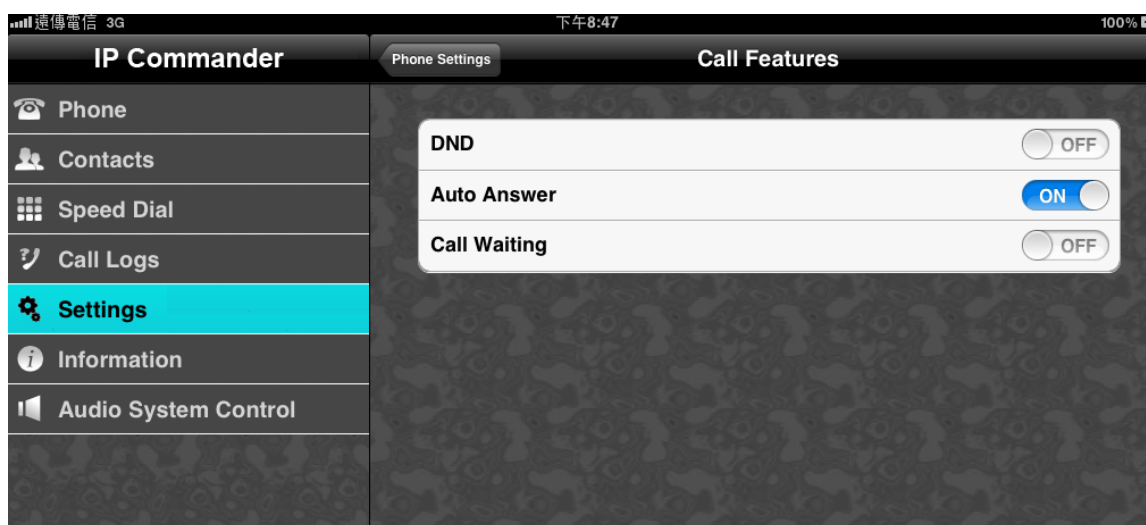 遠傳電信 3G 下午8:47 100%
IP Commander
Phone Settings Call Features
Phone
Contacts
Speed Dial
Call Logs
Settings
Information
Audio System Control
DND OFF
Auto Answer ON
Call Waiting OFF